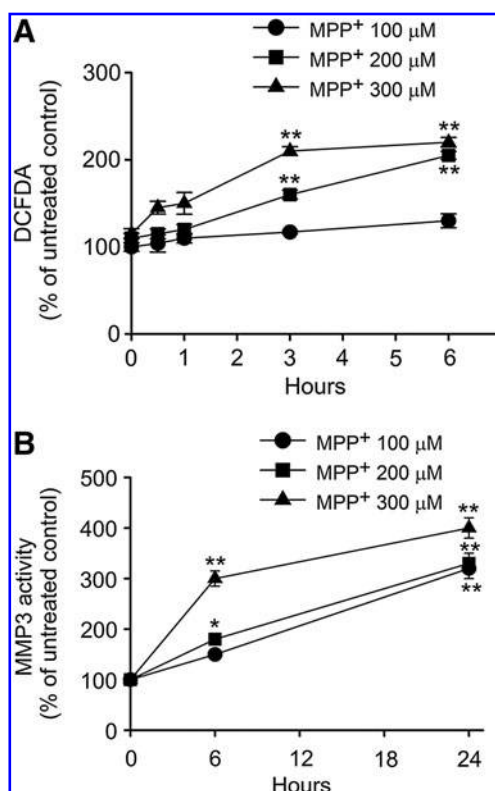 A
MPP+ 100 μM
MPP+ 200 μM
MPP+ 300 μM
DCFDA
(% of untreated control)
300
200
100
0
**
**
**
**
0 1 2 3 4 5 6
Hours
B
MPP+ 100 μM
MPP+ 200 μM
MPP+ 300 μM
MMP3 activity
(% of untreated control)
500
400
300
200
100
0
**
*
**
**
**
0 6 12 18 24
Hours